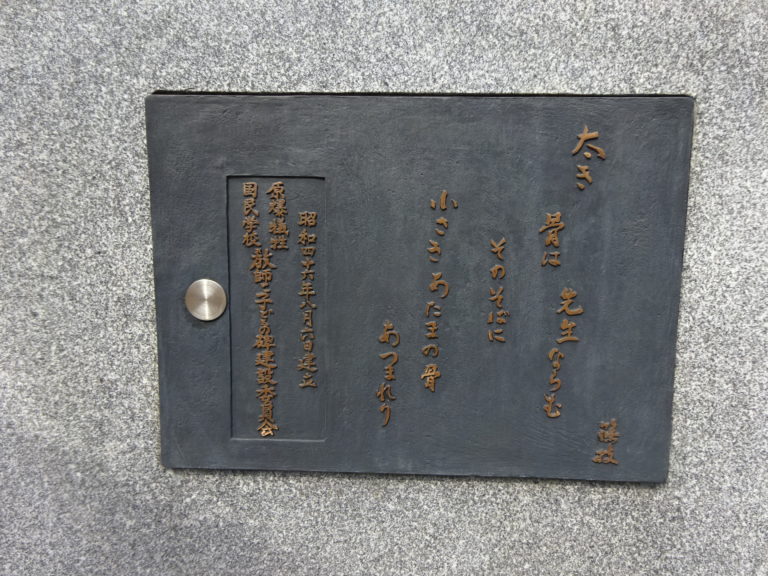 篠枝
太き
骨は 先生ならむ
そのそばに
小さき あたまの骨
あつまれり
昭和四十六年八月六日建立
原爆犠牲
国民学校 教師と子どもの碑建設委員会